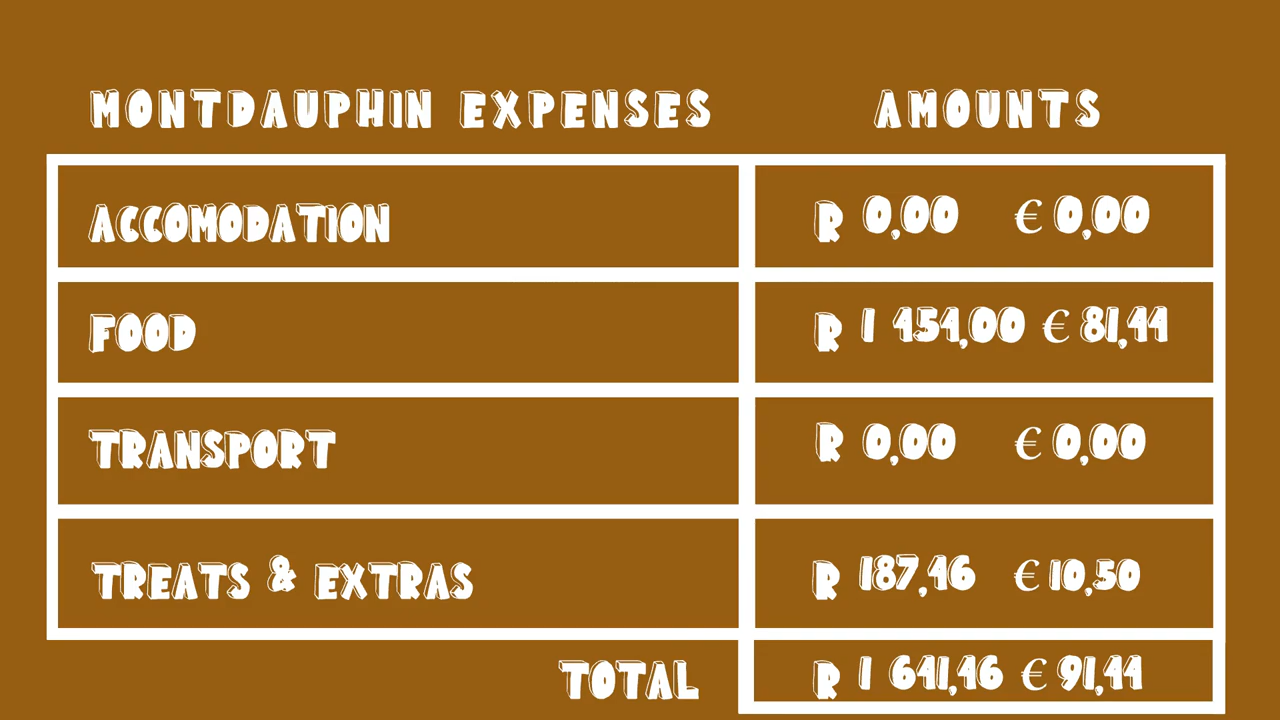 MONTDAUPHIN EXPENSES AMOUNTS
ACCOMODATION R 0,00 € 0,00
FOOD R 1 454,00 € 81,44
TRANSPORT R 0,00 € 0,00
TREATS & EXTRAS R 187,46 € 10,50
TOTAL R 1 641,46 € 91,44